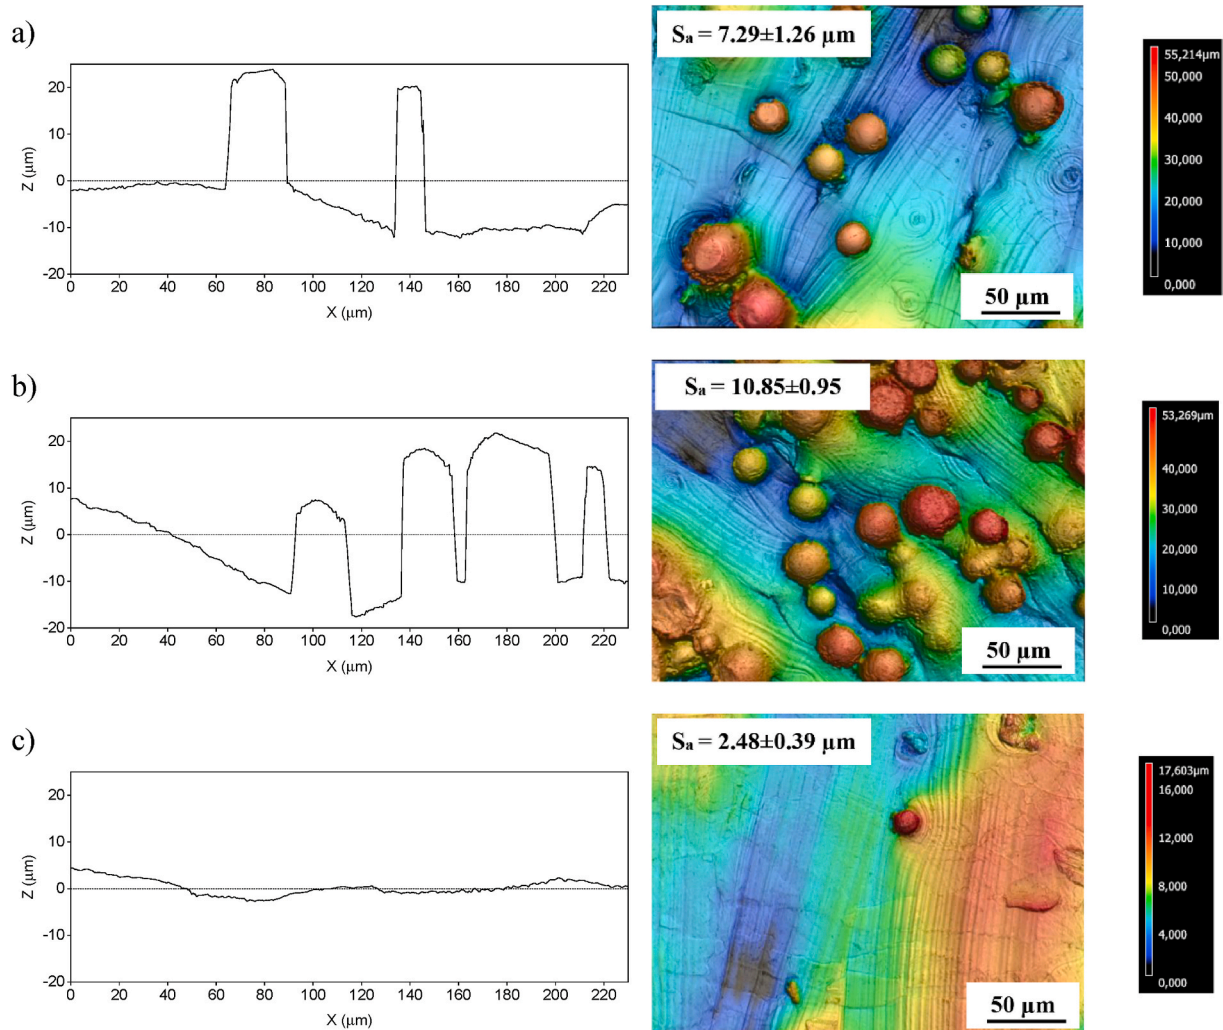 a)
Z (µm)
20
10
0
-10
-20
0 20 40 60 80 100 120 140 160 180 200 220
X (µm)
Sa = 7.29±1.26 µm
50 µm
55,214µm
50,000
40,000
30,000
20,000
10,000
0,000
b)
Z (µm)
20
10
0
-10
-20
0 20 40 60 80 100 120 140 160 180 200 220
X (µm)
Sa = 10.85±0.95
50 µm
53,269µm
40,000
30,000
20,000
10,000
0,000
c)
Z (µm)
20
10
0
-10
-20
0 20 40 60 80 100 120 140 160 180 200 220
X (µm)
Sa = 2.48±0.39 µm
50 µm
17,603µm
16,000
12,000
8,000
4,000
0,000